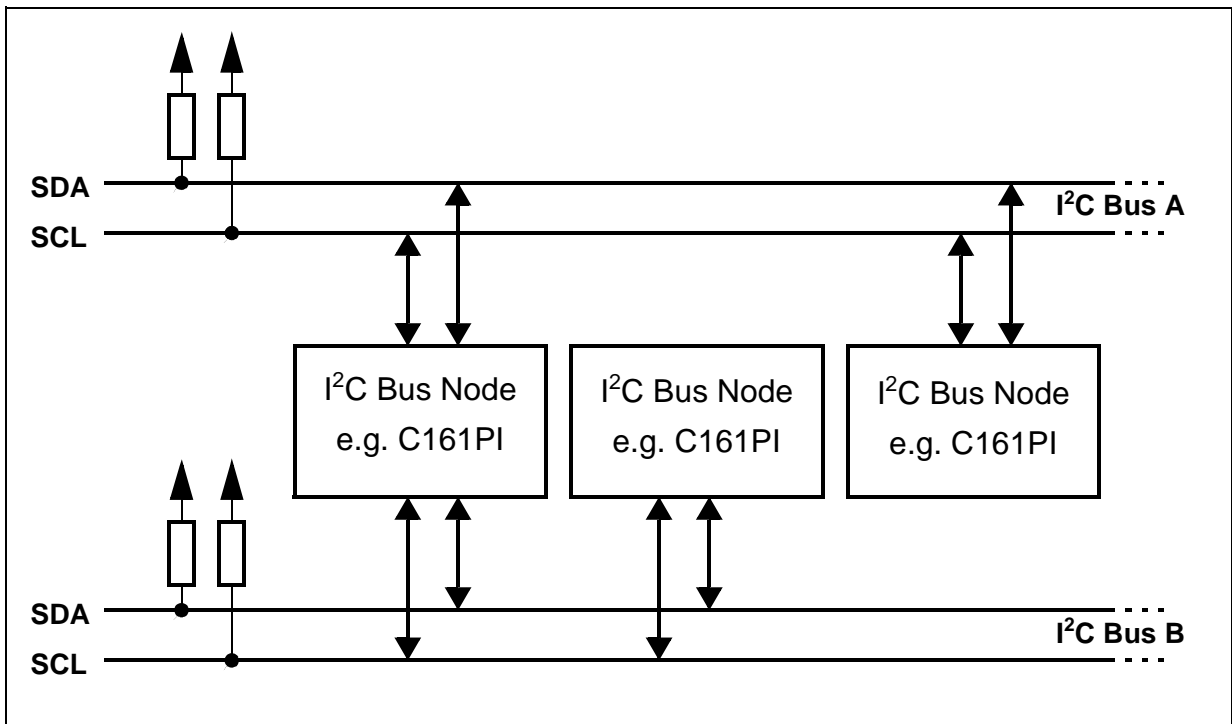 SDA
I²C Bus A
SCL
I²C Bus Node
e.g. C161PI
I²C Bus Node
e.g. C161PI
I²C Bus Node
e.g. C161PI
SDA
I²C Bus B
SCL